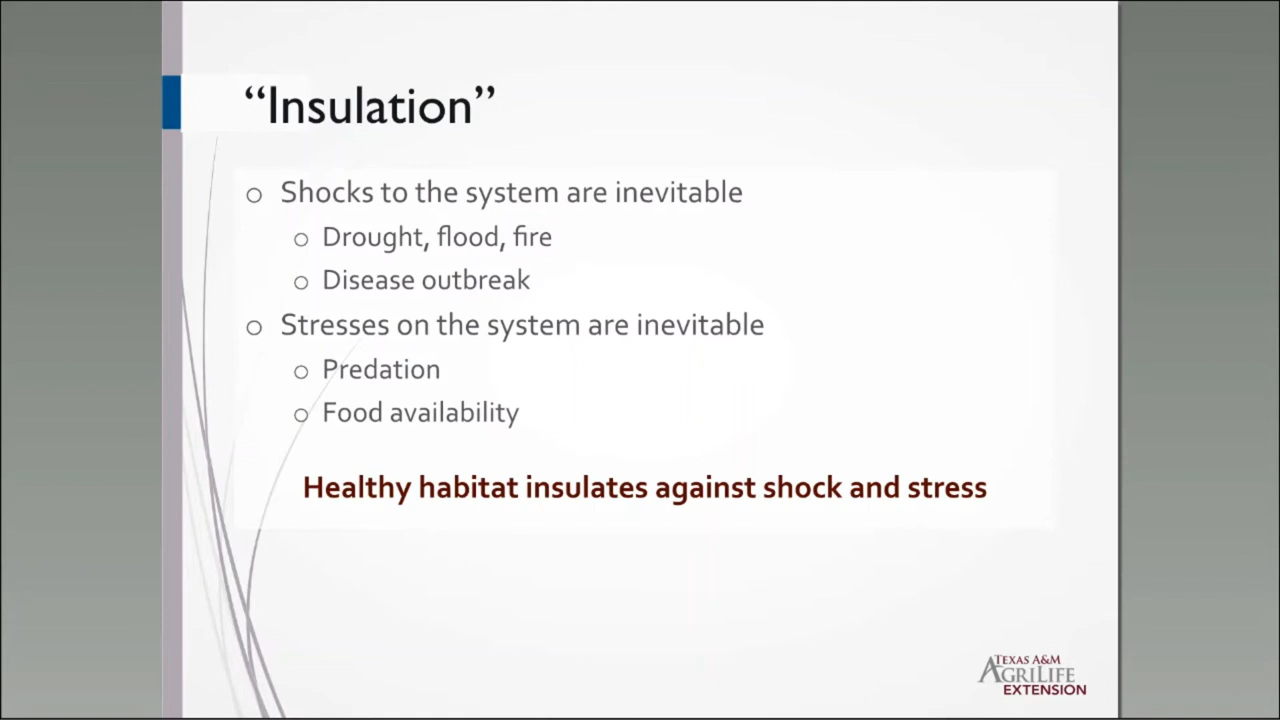 “Insulation”
o Shocks to the system are inevitable
o Drought, flood, fire
o Disease outbreak
o Stresses on the system are inevitable
o Predation
o Food availability
Healthy habitat insulates against shock and stress
TEXAS A&M
AGRILIFE
EXTENSION